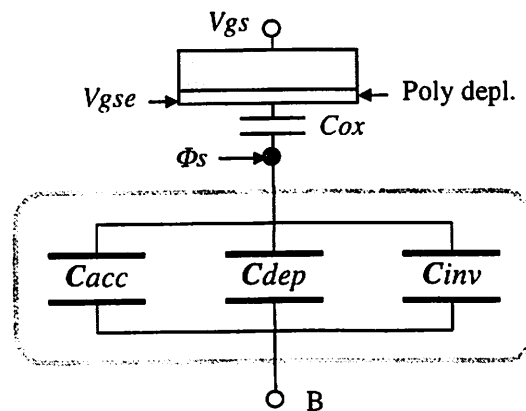 Vgs
Vgse
Poly depl.
Cox
Φs
Cacc
Cdep
Cinv
B